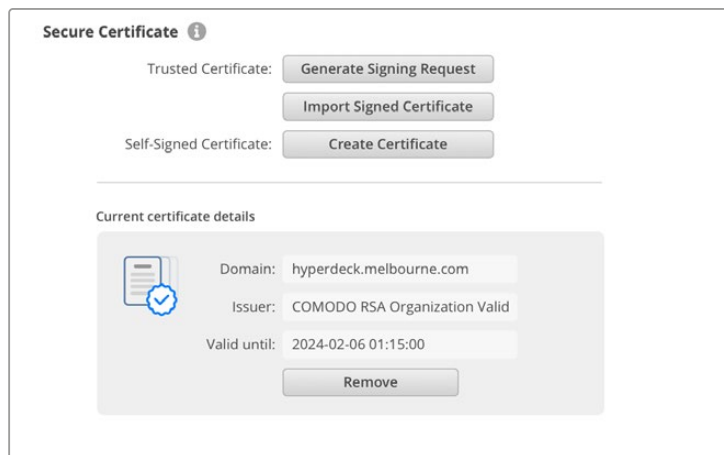 Secure Certificate
Trusted Certificate: Generate Signing Request
Import Signed Certificate
Self-Signed Certificate: Create Certificate
Current certificate details
Domain: hyperdeck.melbourne.com
Issuer: COMODO RSA Organization Valid
Valid until: 2024-02-06 01:15:00
Remove